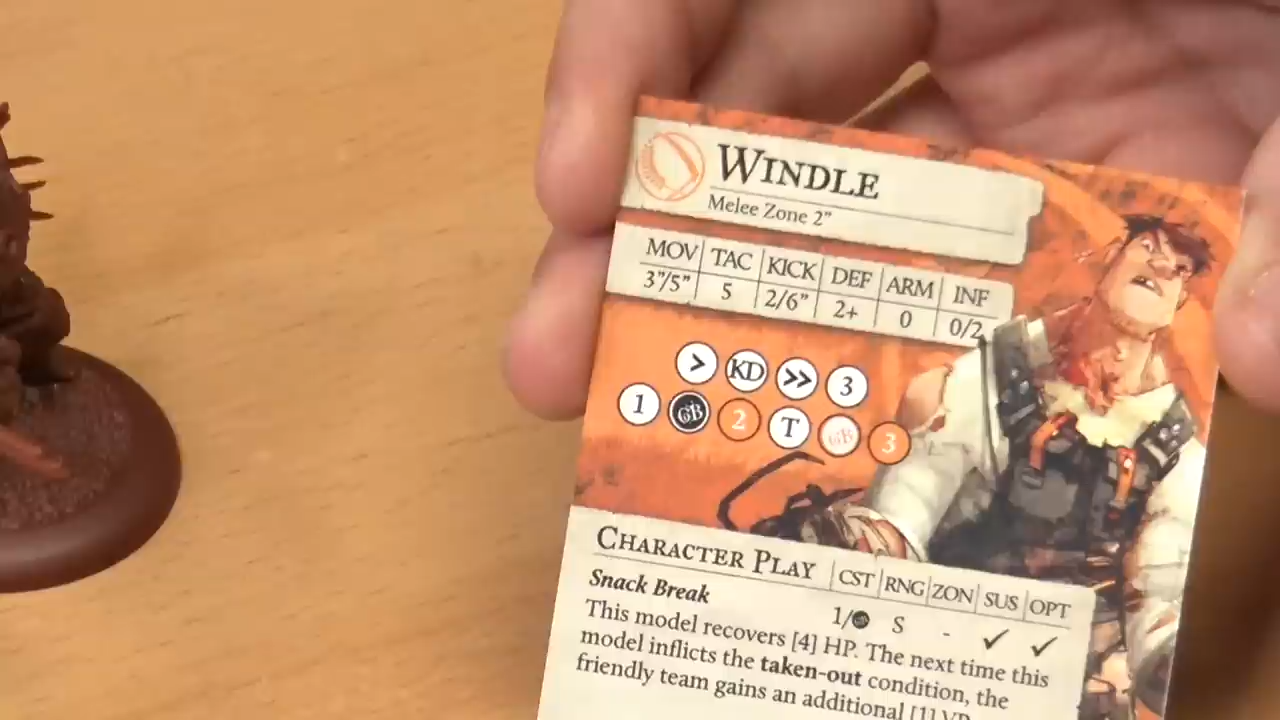 WINDLE
Melee Zone 2"
MOV TAC KICK DEF ARM INF
3"/5" 5 2/6" 2+ 0 0/2
> KD >> 3
1 GB 2 T GB 3
CHARACTER PLAY CST RNG ZON SUS OPT
Snack Break 1/GB S - ✓ ✓
This model recovers [4] HP. The next time this
model inflicts the taken-out condition, the
friendly team gains an additional [1] VP